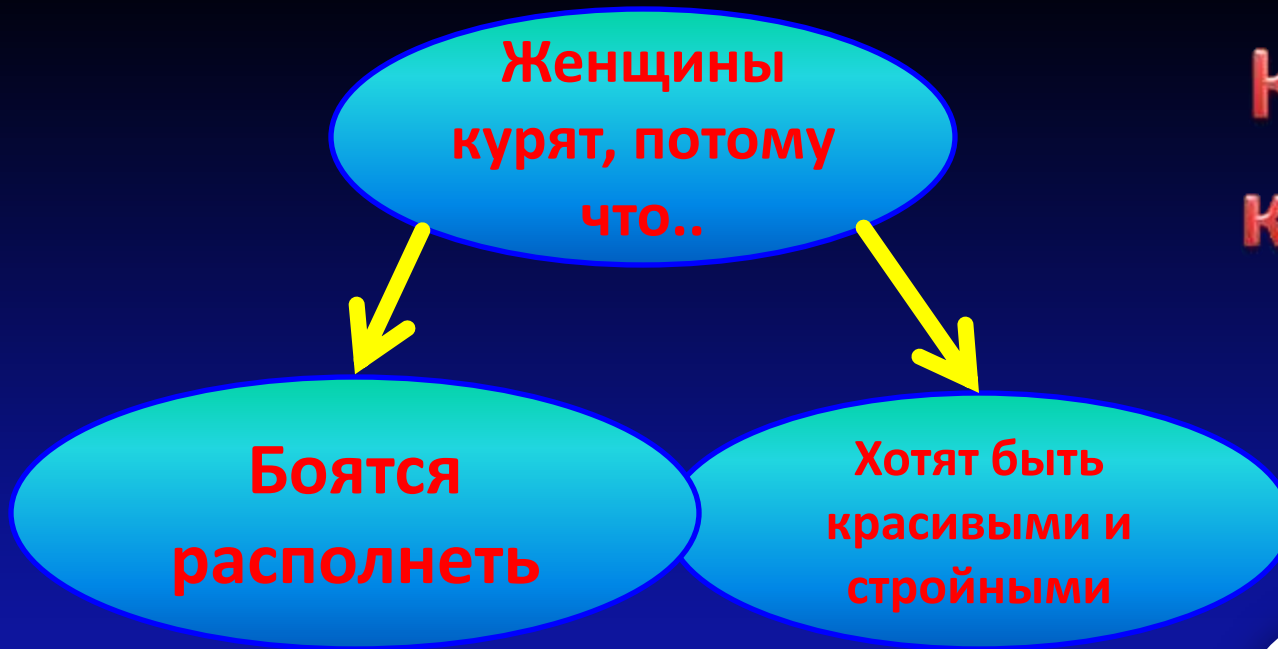 Женщины
курят, потому
что..
Боятся
располнеть
Хотят быть
красивыми и
стройными